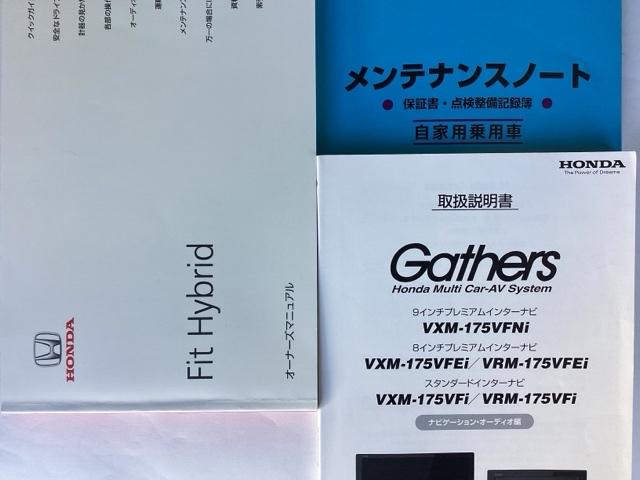 クイックガイ
安全なドライ
計器の見か
各部の操作
オーディ
運転
メンテナン
万一の場合に
資料
索引
Fit Hybrid
オーナーズマニュアル
HONDA
メンテナンスノート
● 保証書・点検整備記録簿 ●
自家用乗用車
HONDA
The Power of Dreams
取扱説明書
Gathers
Honda Multi Car-AV System
9インチプレミアムインターナビ
VXM-175VFNi
8インチプレミアムインターナビ
VXM-175VFEi/VRM-175VFEi
スタンダードインターナビ
VXM-175VFi/VRM-175VFi
ナビゲーション・オーディオ編